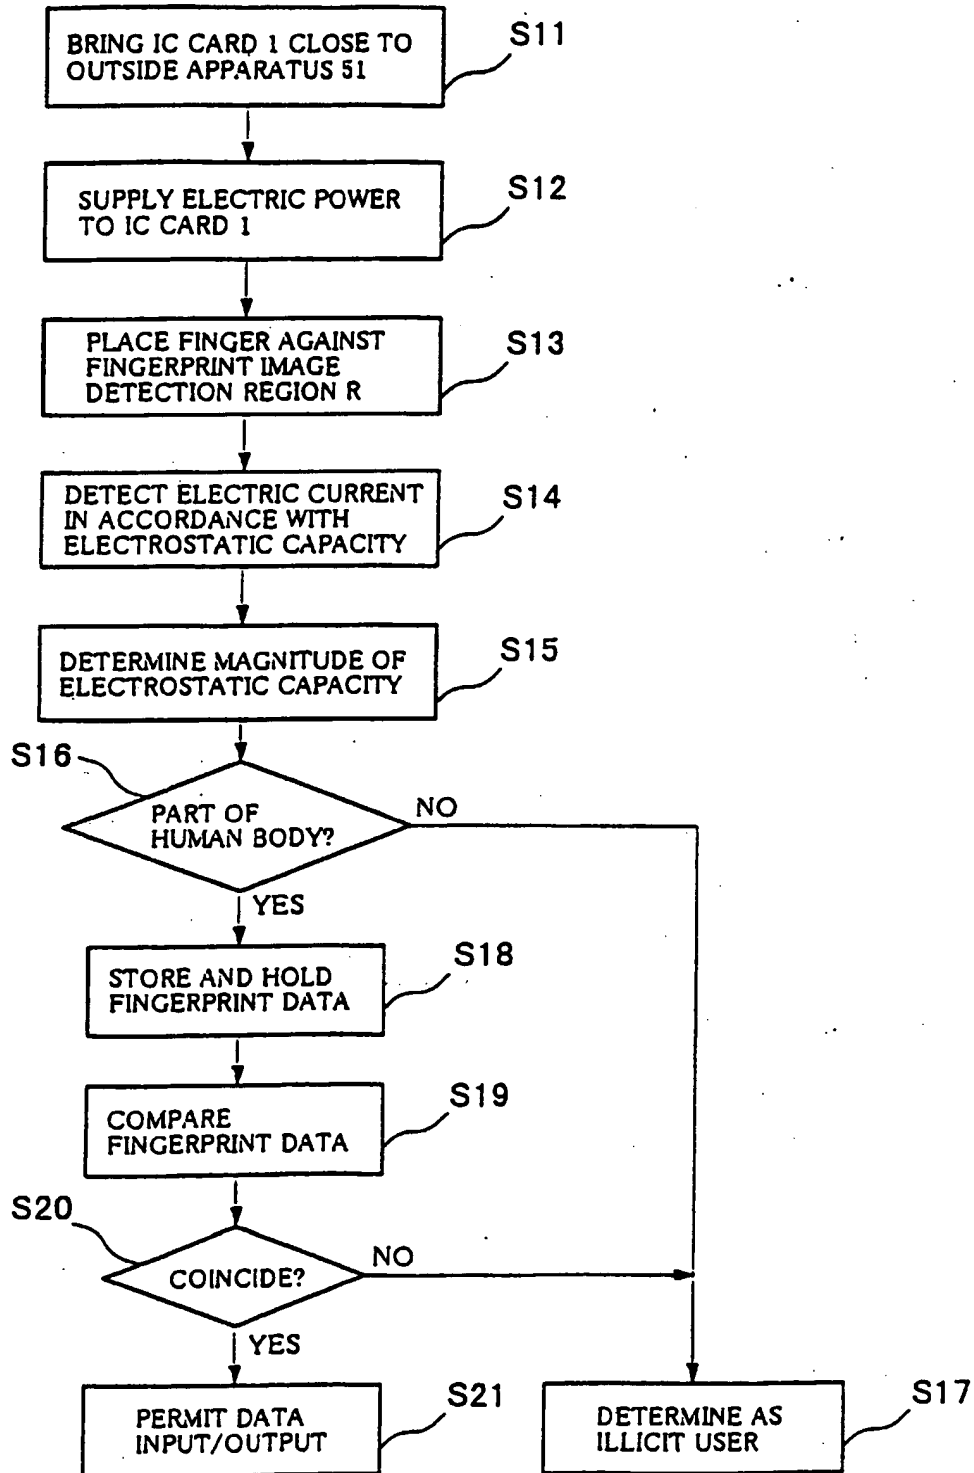 BRING IC CARD 1 CLOSE TO
OUTSIDE APPARATUS 51
S11
SUPPLY ELECTRIC POWER
TO IC CARD 1
S12
PLACE FINGER AGAINST
FINGERPRINT IMAGE
DETECTION REGION R
S13
DETECT ELECTRIC CURRENT
IN ACCORDANCE WITH
ELECTROSTATIC CAPACITY
S14
DETERMINE MAGNITUDE OF
ELECTROSTATIC CAPACITY
S15
S16
PART OF
HUMAN BODY?
NO
YES
STORE AND HOLD
FINGERPRINT DATA
S18
COMPARE
FINGERPRINT DATA
S19
S20
COINCIDE?
NO
YES
PERMIT DATA
INPUT/OUTPUT
S21
DETERMINE AS
ILLICIT USER
S17